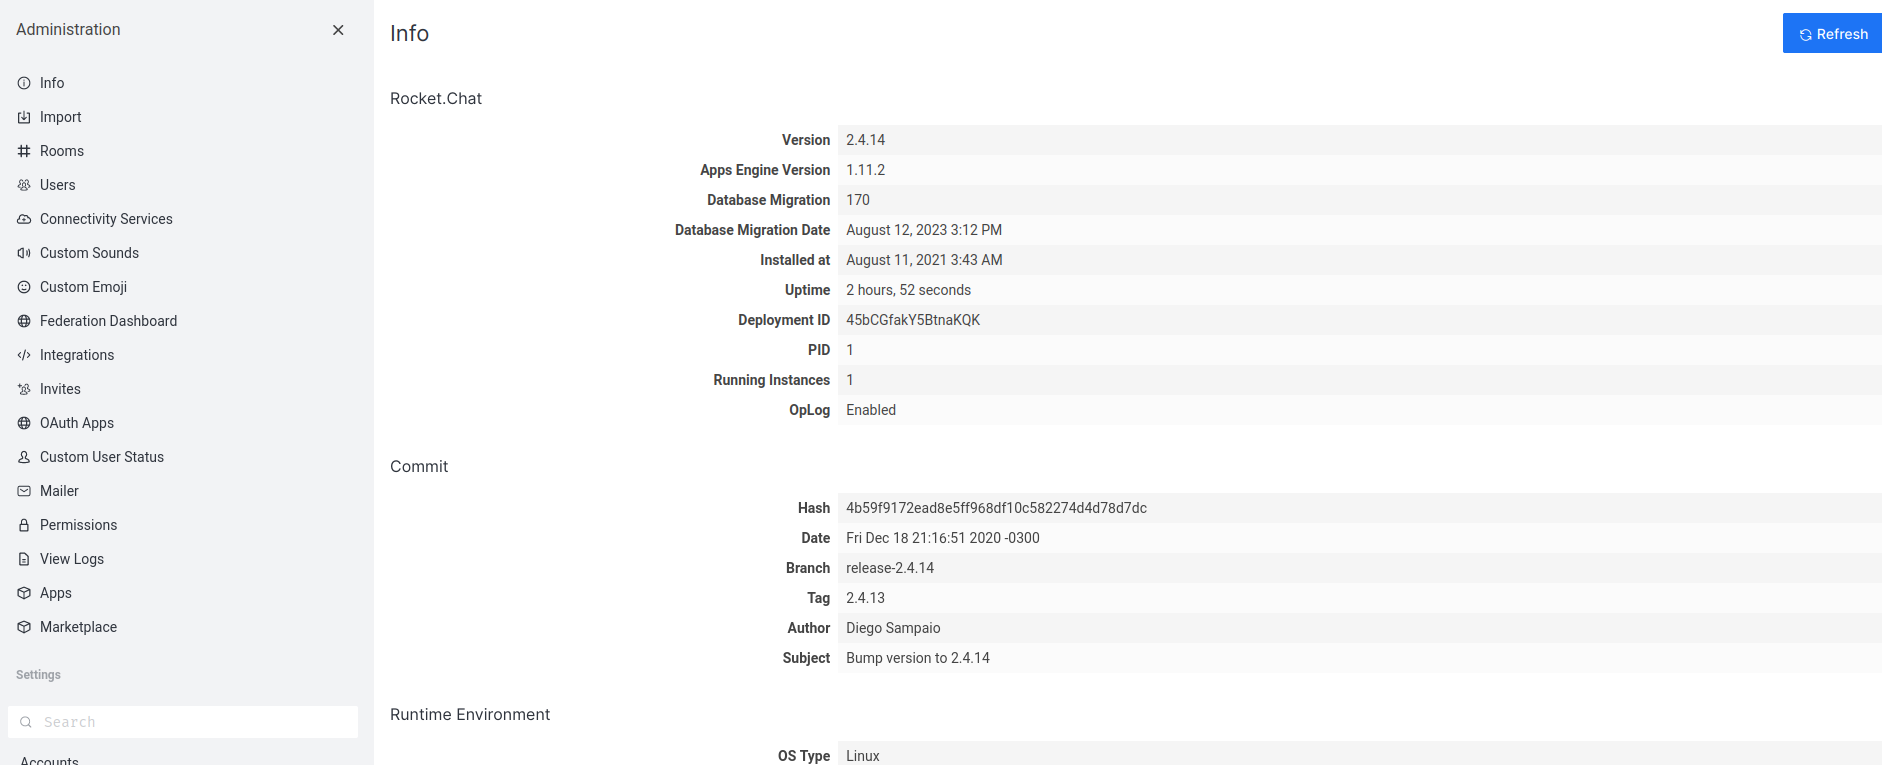 Administration
Info
Import
Rooms
Users
Connectivity Services
Custom Sounds
Custom Emoji
Federation Dashboard
Integrations
Invites
OAuth Apps
Custom User Status
Mailer
Permissions
View Logs
Apps
Marketplace
Settings
Search
Accounts
Info
Refresh
Rocket.Chat
Version 2.4.14
Apps Engine Version 1.11.2
Database Migration 170
Database Migration Date August 12, 2023 3:12 PM
Installed at August 11, 2021 3:43 AM
Uptime 2 hours, 52 seconds
Deployment ID 45bCGfakY5BtnaKQK
PID 1
Running Instances 1
OpLog Enabled
Commit
Hash 4b59f9172ead8e5ff968df10c582274d4d78d7dc
Date Fri Dec 18 21:16:51 2020 -0300
Branch release-2.4.14
Tag 2.4.13
Author Diego Sampaio
Subject Bump version to 2.4.14
Runtime Environment
OS Type Linux